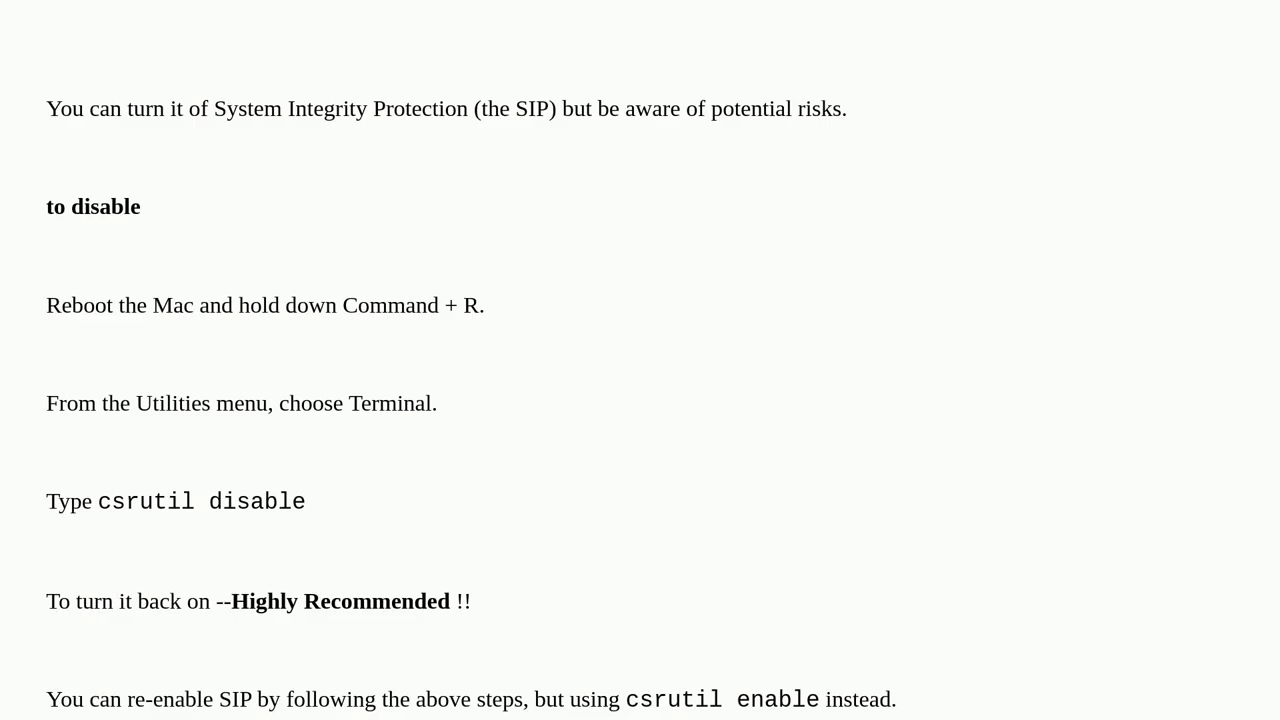 You can turn it of System Integrity Protection (the SIP) but be aware of potential risks.
to disable
Reboot the Mac and hold down Command + R.
From the Utilities menu, choose Terminal.
Type csrutil disable
To turn it back on --Highly Recommended !!
You can re-enable SIP by following the above steps, but using csrutil enable instead.